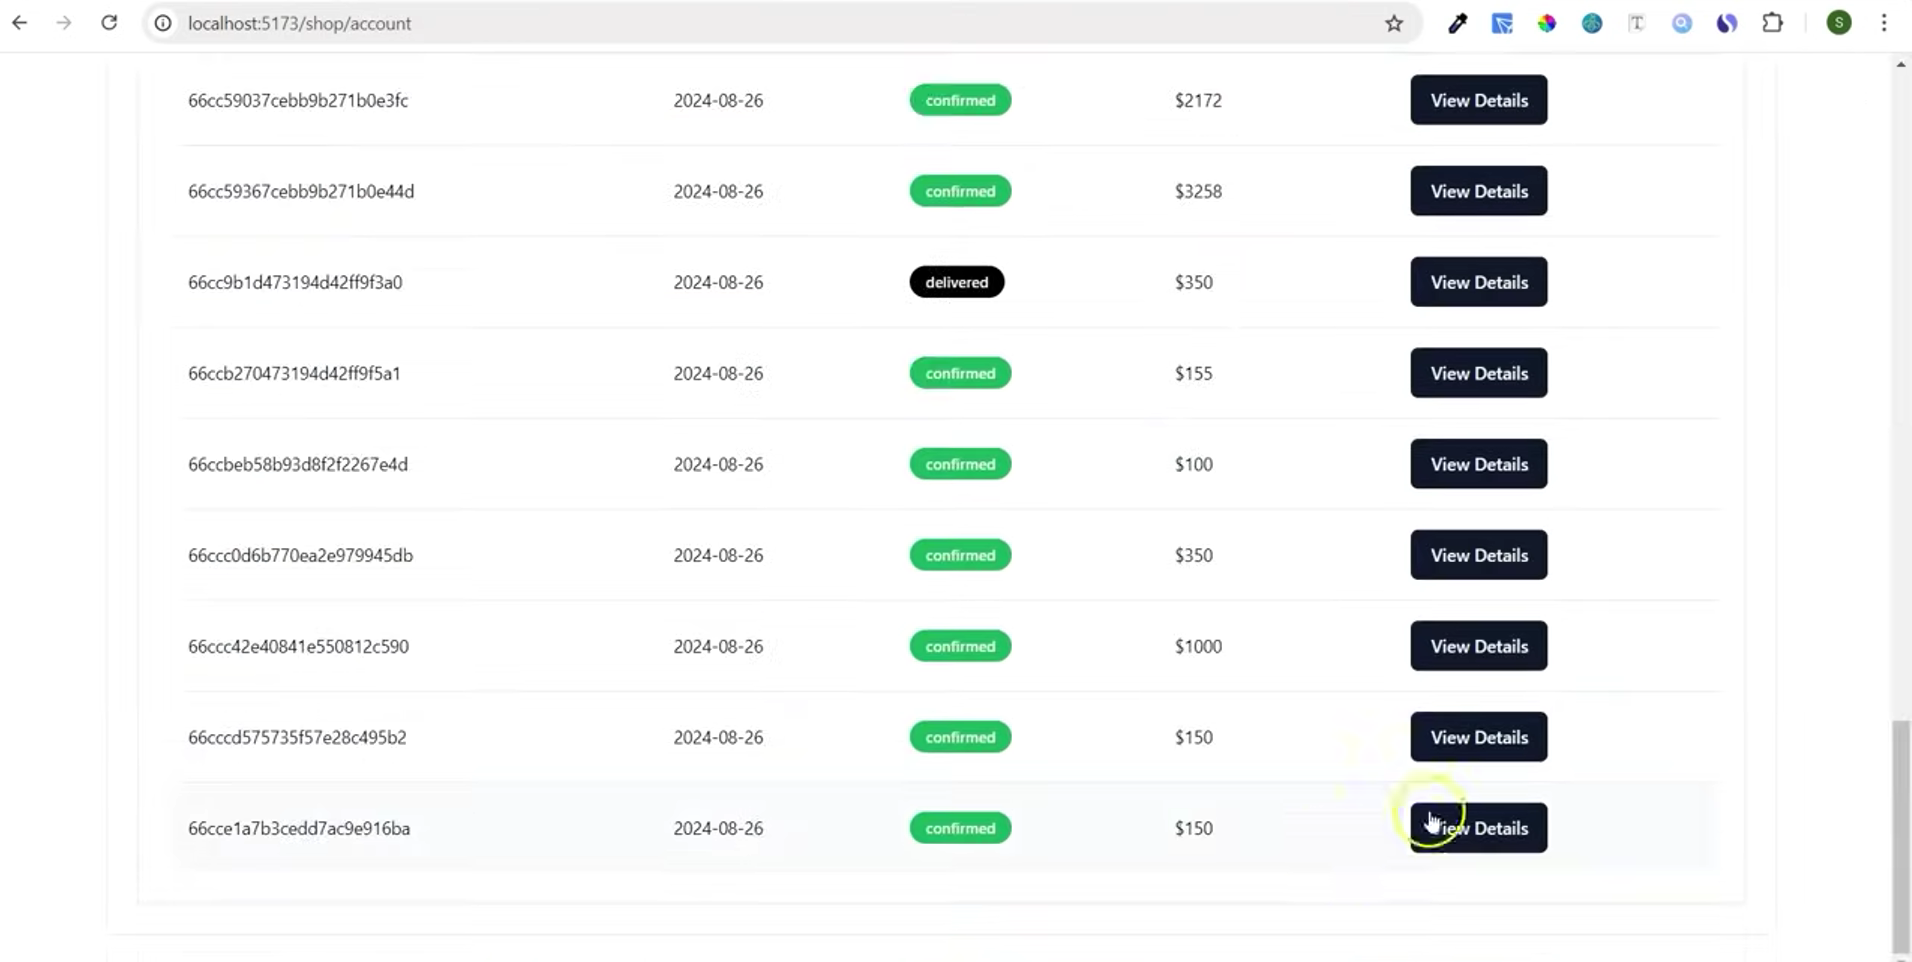 localhost:5173/shop/account
S
66cc59037cebb9b271b0e3fc 2024-08-26 confirmed $2172 View Details
66cc59367cebb9b271b0e44d 2024-08-26 confirmed $3258 View Details
66cc9b1d473194d42ff9f3a0 2024-08-26 delivered $350 View Details
66ccb270473194d42ff9f5a1 2024-08-26 confirmed $155 View Details
66ccbeb58b93d8f2f2267e4d 2024-08-26 confirmed $100 View Details
66ccc0d6b770ea2e979945db 2024-08-26 confirmed $350 View Details
66ccc42e40841e550812c590 2024-08-26 confirmed $1000 View Details
66cccd575735f57e28c495b2 2024-08-26 confirmed $150 View Details
66cce1a7b3cedd7ac9e916ba 2024-08-26 confirmed $150 View Details